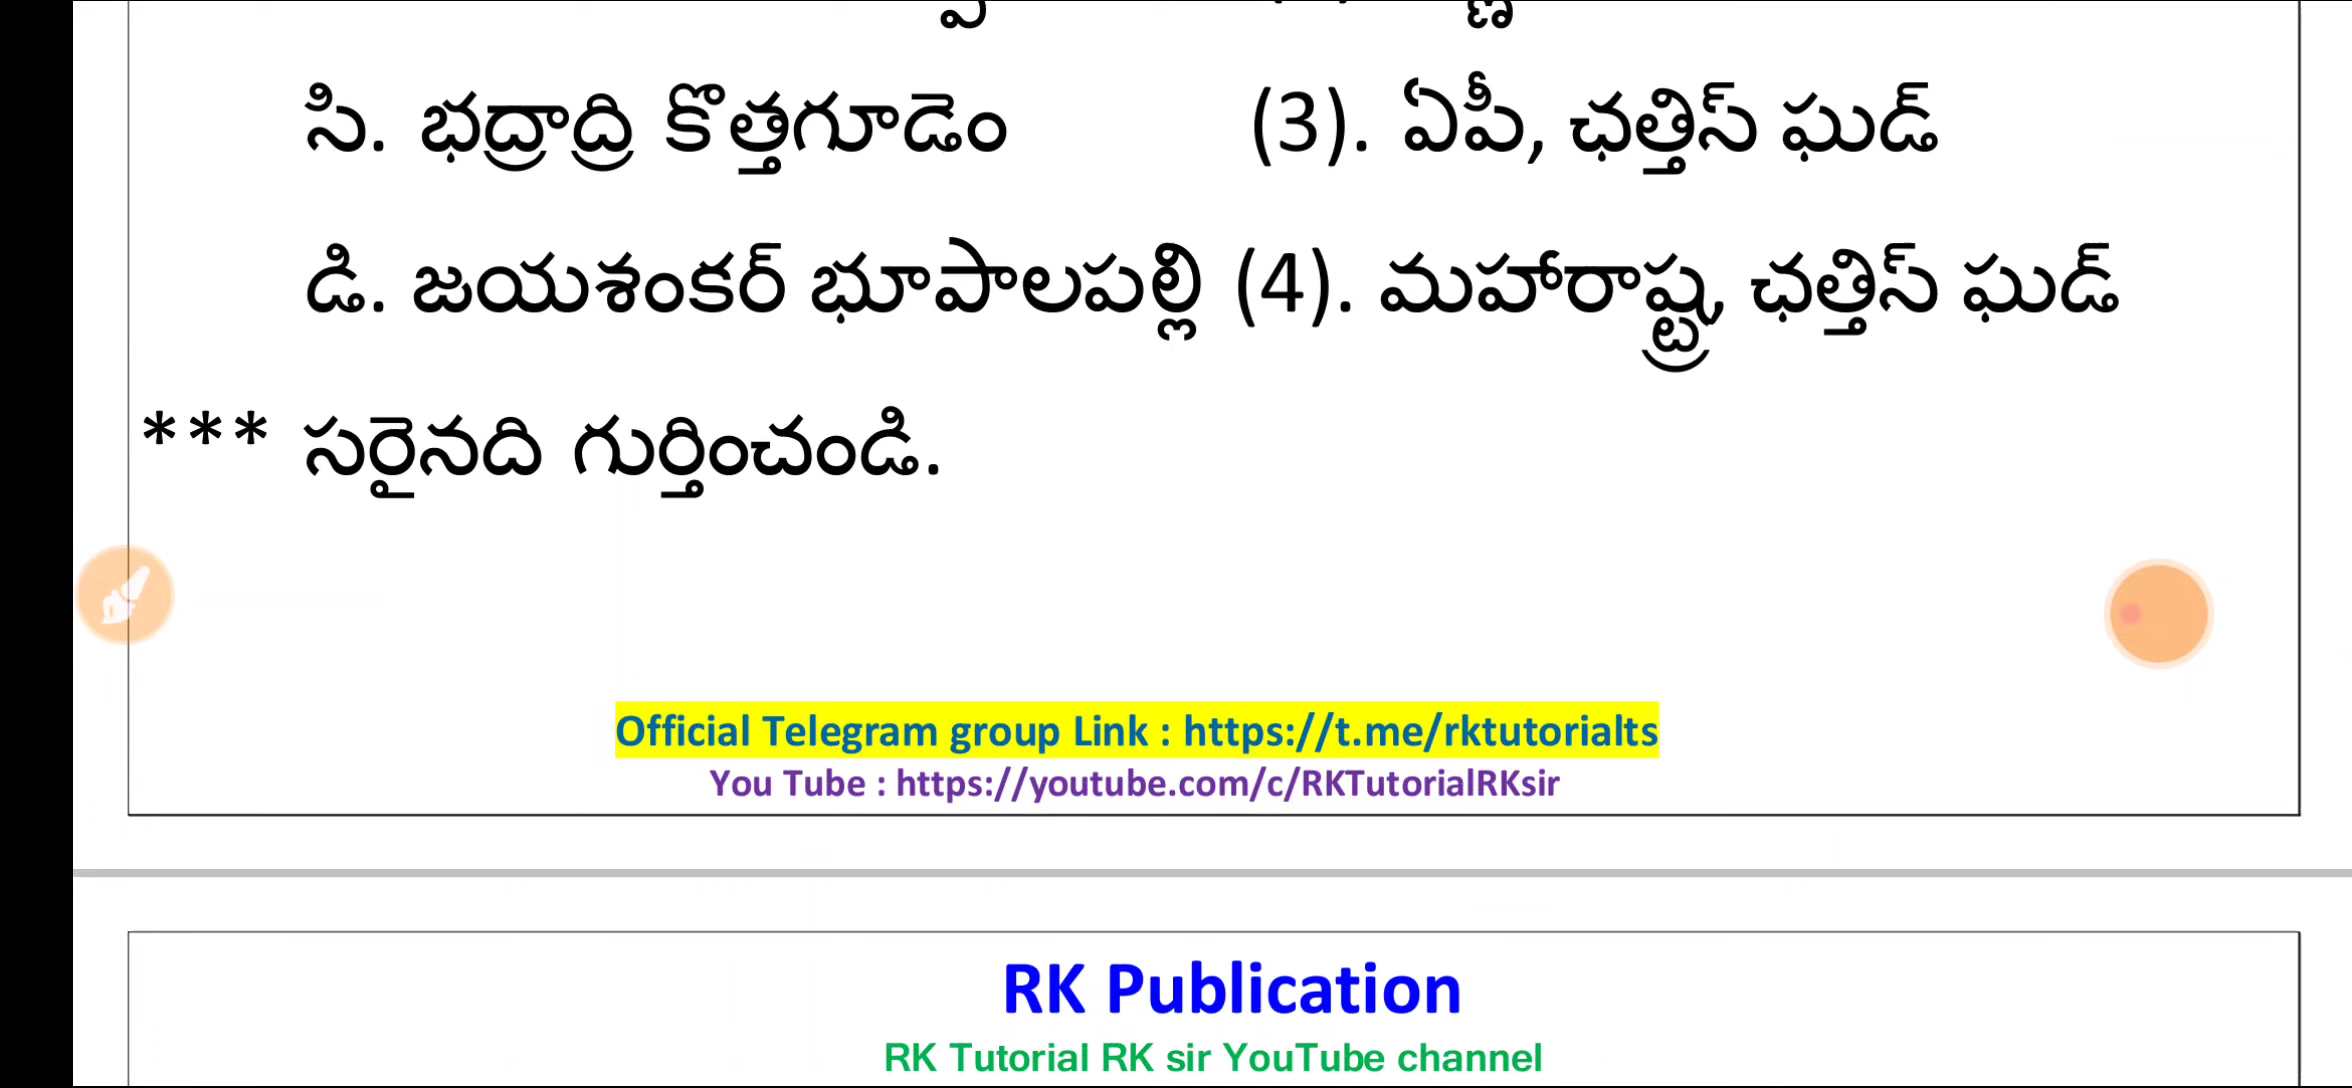 సి. భద్రాద్రి కొత్తగూడెం (3). ఏపీ, ఛత్తిస్ ఘడ్
డి. జయశంకర్ భూపాలపల్లి (4). మహారాష్ట్ర, ఛత్తిస్ ఘడ్
*** సరైనది గుర్తించండి.
Official Telegram group Link : https://t.me/rktutorialts
You Tube : https://youtube.com/c/RKTutorialRKsir
RK Publication
RK Tutorial RK sir YouTube channel